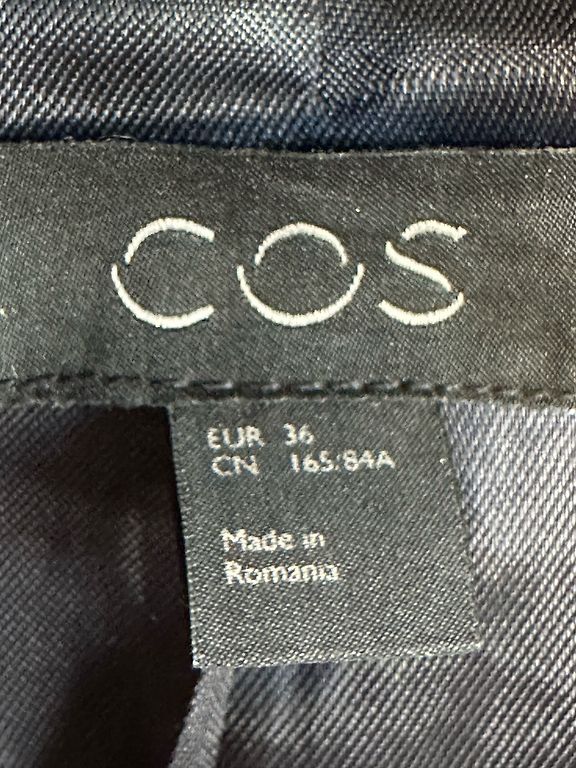 COS
EUR 36
CN 165/84A
Made in
Romania